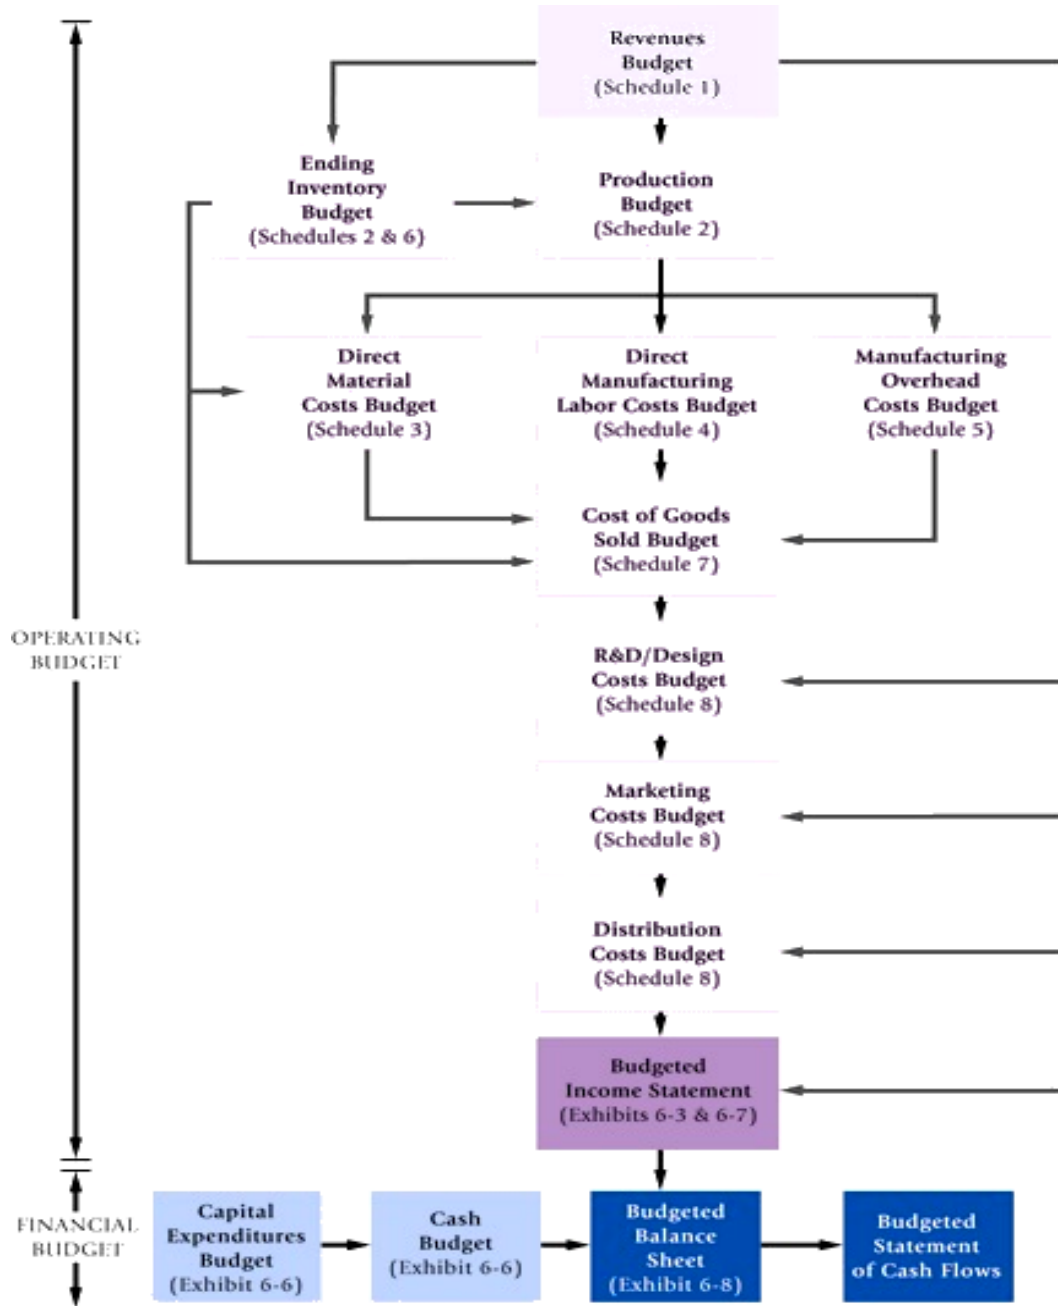 Revenues
Budget
(Schedule 1)
Ending
Inventory
Budget
(Schedules 2 & 6)
Production
Budget
(Schedule 2)
Direct
Material
Costs Budget
(Schedule 3)
Direct
Manufacturing
Labor Costs Budget
(Schedule 4)
Manufacturing
Overhead
Costs Budget
(Schedule 5)
Cost of Goods
Sold Budget
(Schedule 7)
OPERATING
BUDGET
R&D/Design
Costs Budget
(Schedule 8)
Marketing
Costs Budget
(Schedule 8)
Distribution
Costs Budget
(Schedule 8)
Budgeted
Income Statement
(Exhibits 6-3 & 6-7)
FINANCIAL
BUDGET
Capital
Expenditures
Budget
(Exhibit 6-6)
Cash
Budget
(Exhibit 6-6)
Budgeted
Balance
Sheet
(Exhibit 6-8)
Budgeted
Statement
of Cash Flows